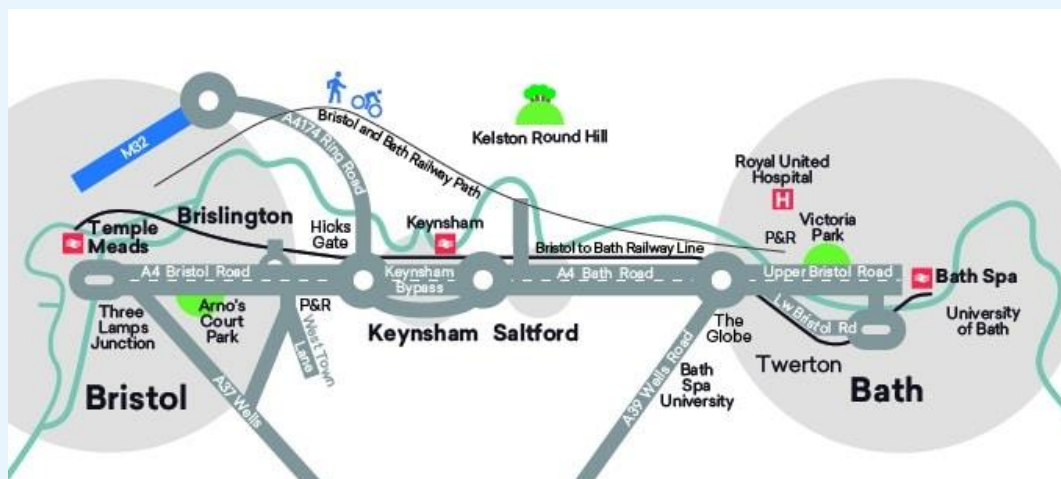 M32
A4174 Ring Road
Bristol and Bath Railway Path
Kelston Round Hill
Royal United
Hospital
H
Victoria
Park
P&R
Brislington
Temple
Meads
Hicks
Gate
Keynsham
Bristol to Bath Railway Line
A4 Bristol Road
Keynsham
Bypass
A4 Bath Road
Upper Bristol Road
Bath Spa
Three
Lamps
Junction
Arno's
Court
Park
P&R
West Town
Lane
Keynsham
Saltford
The
Globe
Lw Bristol Rd
University
of Bath
Twerton
Bristol
A37 Wells
A39 Wells Road
Bath
Spa
University
Bath